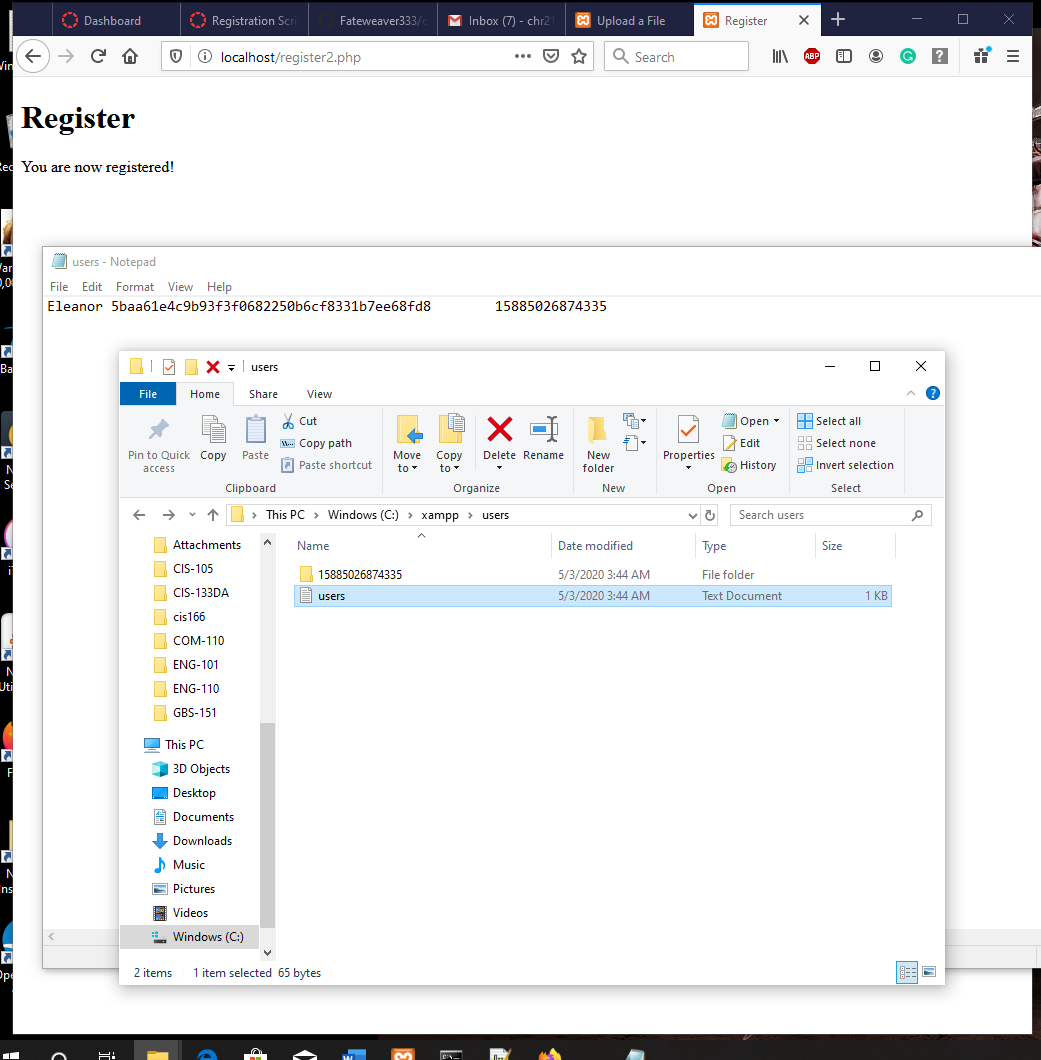 Dashboard
Registration Scri
Fateweaver333/c
Inbox (7) - chr21
Upload a File
Register
localhost/register2.php
Search
ABP
Register
You are now registered!
users - Notepad
File Edit Format View Help
Eleanor 5baa61e4c9b93f3f0682250b6cf8331b7ee68fd8 15885026874335
users
File Home Share View
Pin to Quick access
Copy
Paste
Cut
Copy path
Paste shortcut
Clipboard
Move to
Copy to
Delete
Rename
Organize
New folder
New
Properties
Open
Edit
History
Open
Select all
Select none
Invert selection
Select
This PC > Windows (C:) > xampp > users
Search users
Attachments
CIS-105
CIS-133DA
cis166
COM-110
ENG-101
ENG-110
GBS-151
This PC
3D Objects
Desktop
Documents
Downloads
Music
Pictures
Videos
Windows (C:)
Name Date modified Type Size
15885026874335 5/3/2020 3:44 AM File folder
users 5/3/2020 3:44 AM Text Document 1 KB
2 items 1 item selected 65 bytes